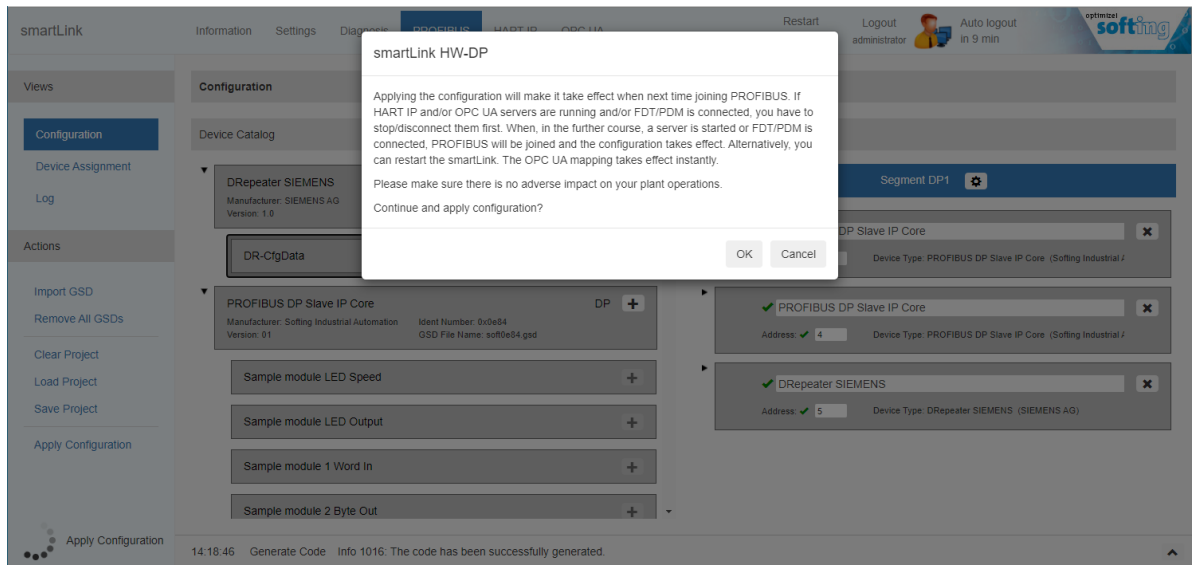 smartLink
Information Settings Diagnosis PROFIBUS HART IP OPC UA
Restart
Logout
administrator
Auto logout
in 9 min
optimize!
softing
Views
Configuration
Device Assignment
Log
Actions
Import GSD
Remove All GSDs
Clear Project
Load Project
Save Project
Apply Configuration
Apply Configuration
Configuration
Device Catalog
DRepeater SIEMENS
Manufacturer: SIEMENS AG
Version: 1.0
DR-CfgData
PROFIBUS DP Slave IP Core DP
Manufacturer: Softing Industrial Automation Ident Number: 0x0e84
Version: 01 GSD File Name: soft0e84.gsd
Sample module LED Speed
Sample module LED Output
Sample module 1 Word In
Sample module 2 Byte Out
smartLink HW-DP
Applying the configuration will make it take effect when next time joining PROFIBUS. If
HART IP and/or OPC UA servers are running and/or FDT/PDM is connected, you have to
stop/disconnect them first. When, in the further course, a server is started or FDT/PDM is
connected, PROFIBUS will be joined and the configuration takes effect. Alternatively, you
can restart the smartLink. The OPC UA mapping takes effect instantly.
Please make sure there is no adverse impact on your plant operations.
Continue and apply configuration?
OK Cancel
Segment DP1
DP Slave IP Core
Device Type: PROFIBUS DP Slave IP Core (Softing Industrial
PROFIBUS DP Slave IP Core
Address: 4 Device Type: PROFIBUS DP Slave IP Core (Softing Industrial
DRepeater SIEMENS
Address: 5 Device Type: DRepeater SIEMENS (SIEMENS AG)
14:18:46 Generate Code Info 1016: The code has been successfully generated.